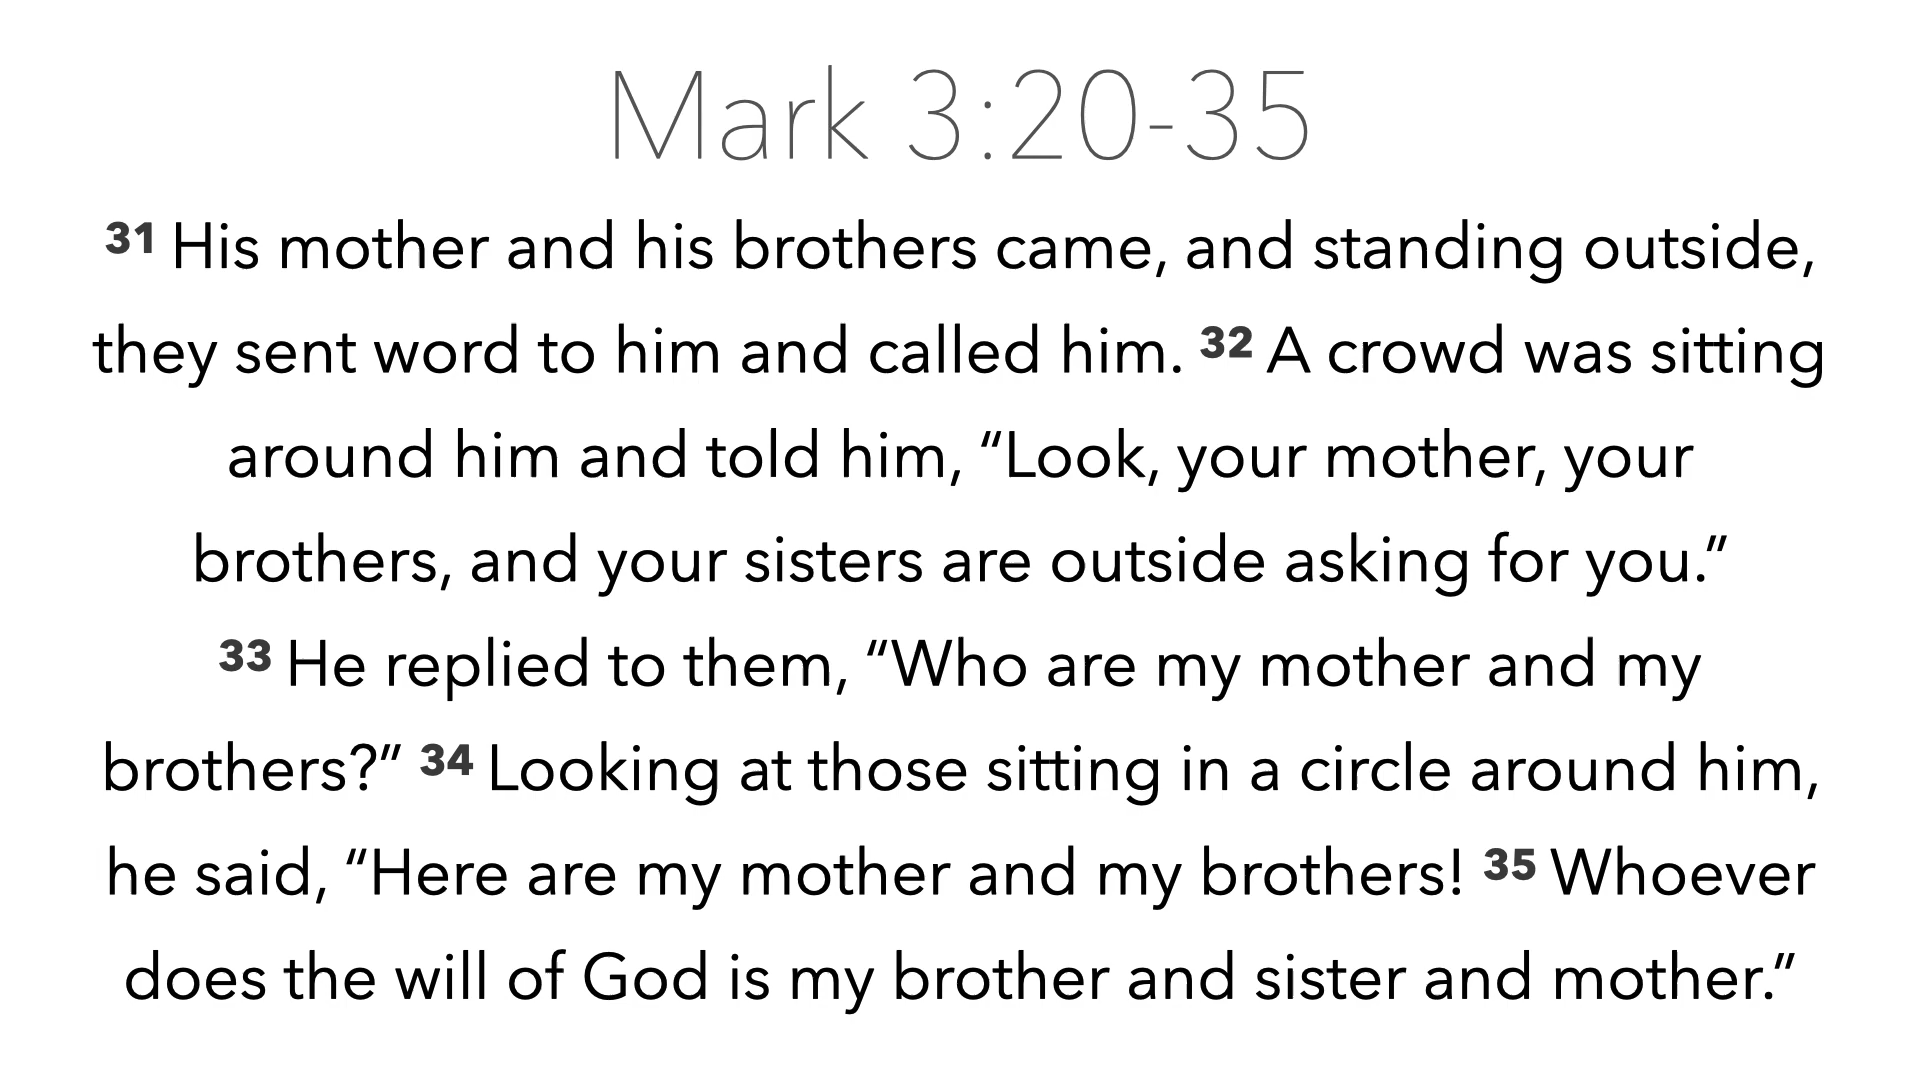 Mark 3:20-35
31 His mother and his brothers came, and standing outside,
they sent word to him and called him. 32 A crowd was sitting
around him and told him, “Look, your mother, your
brothers, and your sisters are outside asking for you.”
33 He replied to them, “Who are my mother and my
brothers?” 34 Looking at those sitting in a circle around him,
he said, “Here are my mother and my brothers! 35 Whoever
does the will of God is my brother and sister and mother.”